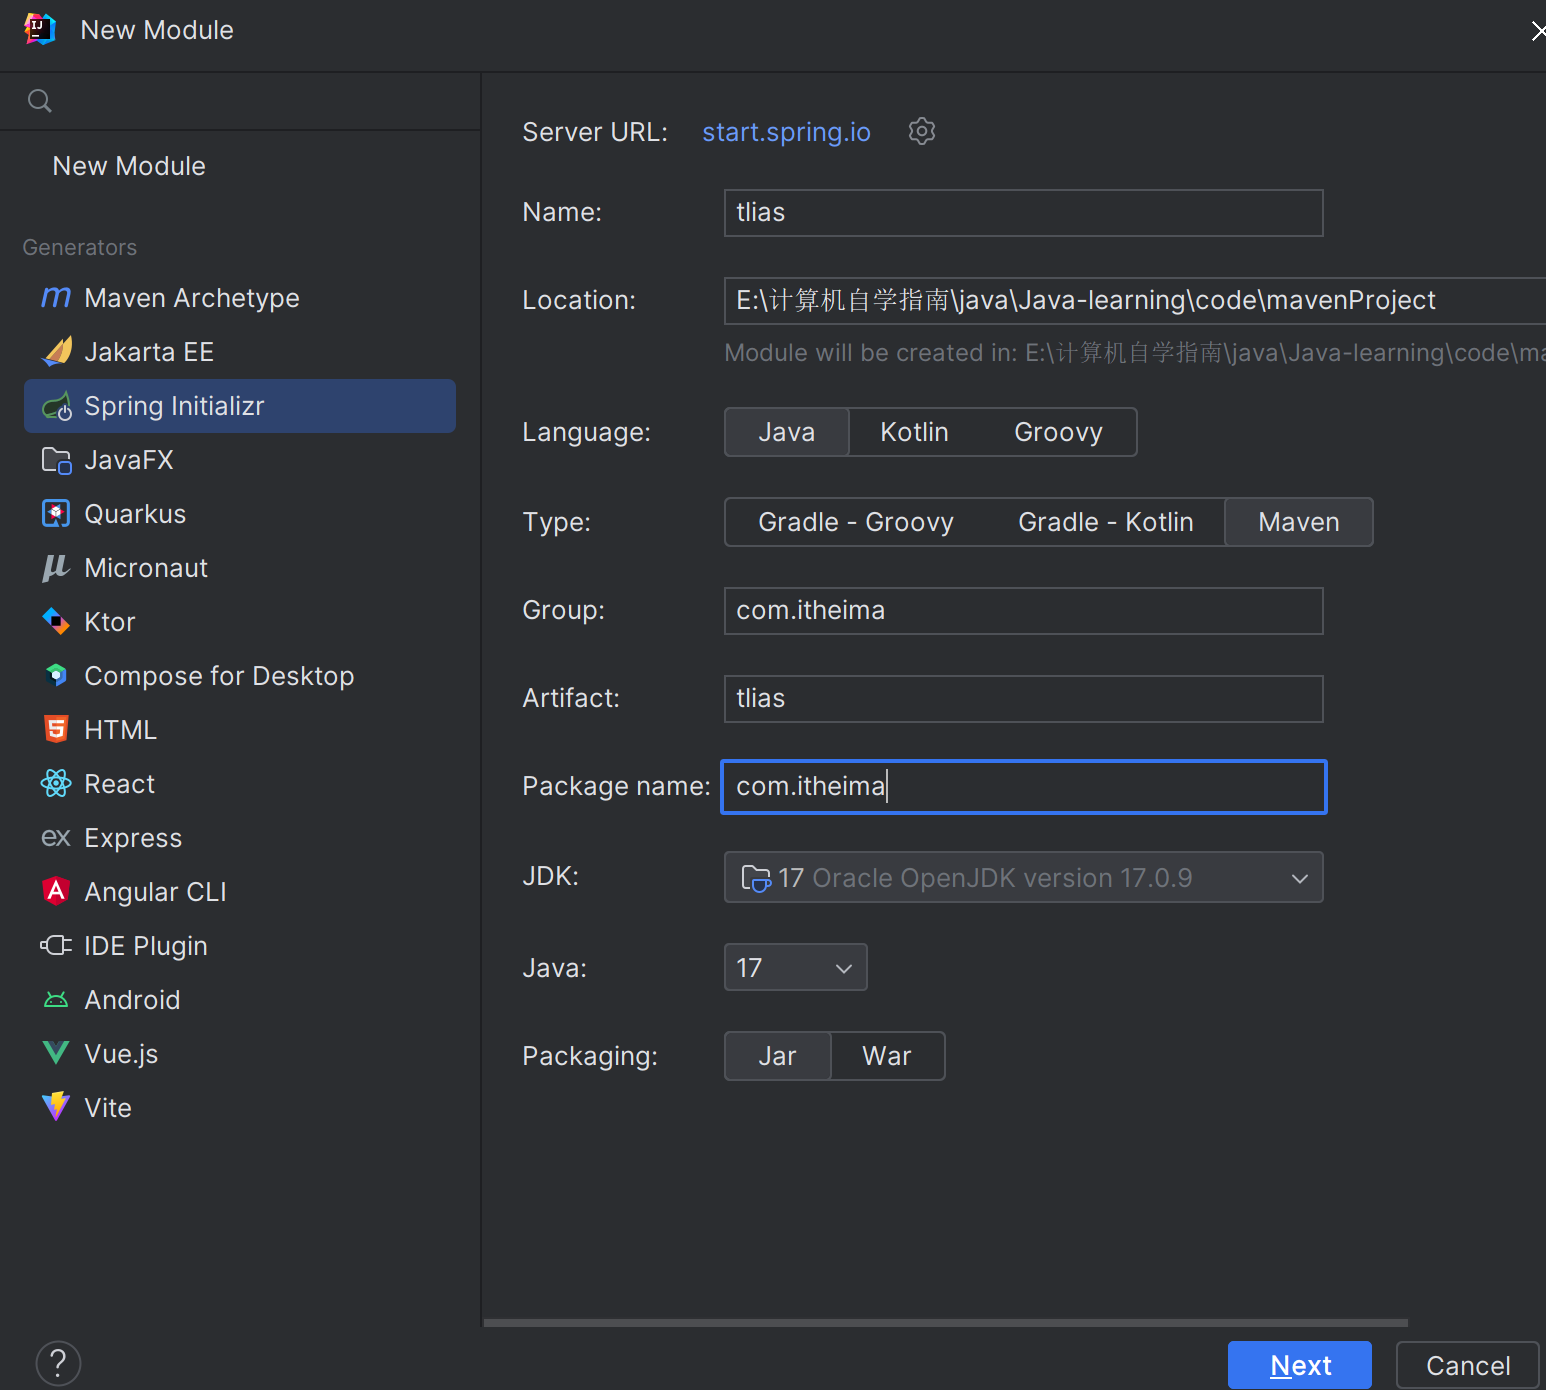 New Module
New Module
Generators
Maven Archetype
Jakarta EE
Spring Initializr
JavaFX
Quarkus
Micronaut
Ktor
Compose for Desktop
HTML
React
Express
Angular CLI
IDE Plugin
Android
Vue.js
Vite
Server URL: start.spring.io
Name: tlias
Location: E:\计算机自学指南\java\Java-learning\code\mavenProject
Module will be created in: E:\计算机自学指南\java\Java-learning\code\ma
Language: Java Kotlin Groovy
Type: Gradle - Groovy Gradle - Kotlin Maven
Group: com.itheima
Artifact: tlias
Package name: com.itheima
JDK: 17 Oracle OpenJDK version 17.0.9
Java: 17
Packaging: Jar War
? Next Cancel